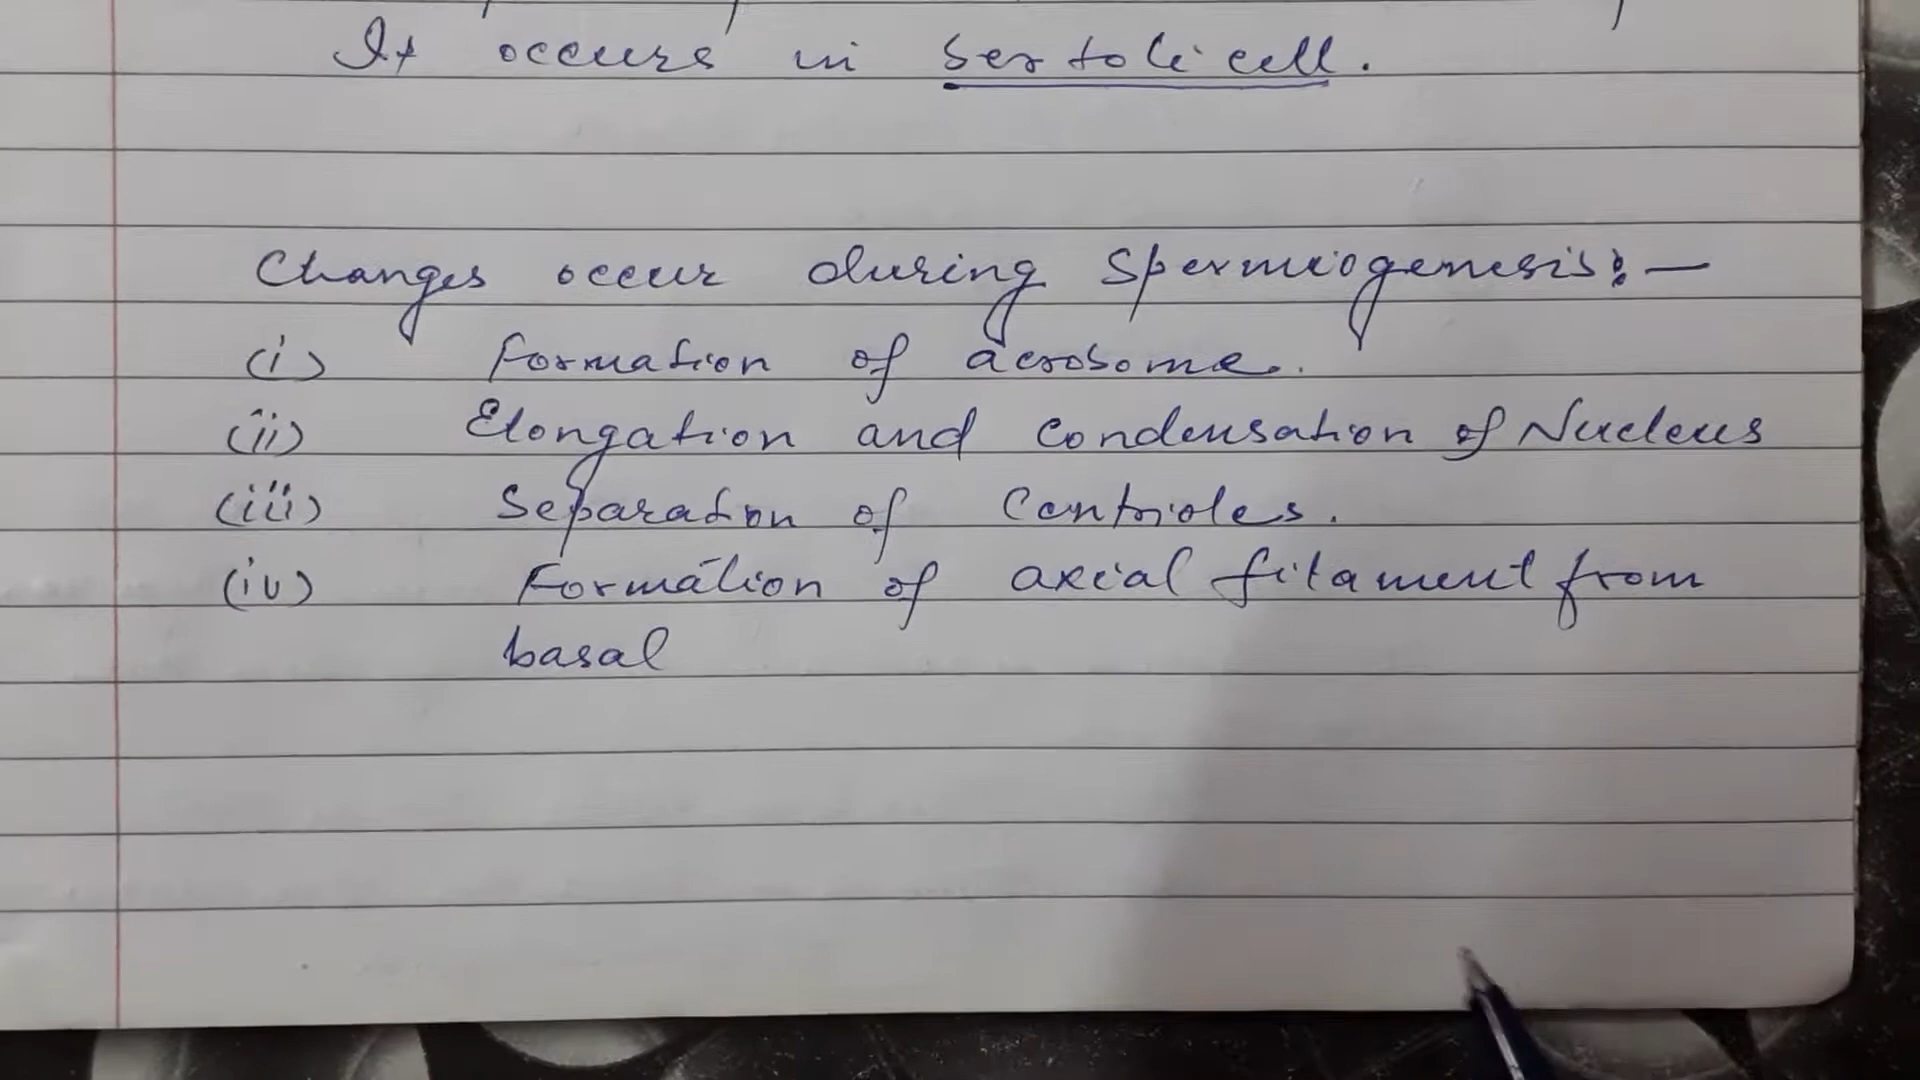 It occurs in Sertoli cell.
Changes occur during Spermiogenesis:—
(i) Formation of acrosome.
(ii) Elongation and condensation of Nucleus
(iii) Separation of Centrioles.
(iv) Formation of axial filament from
basal